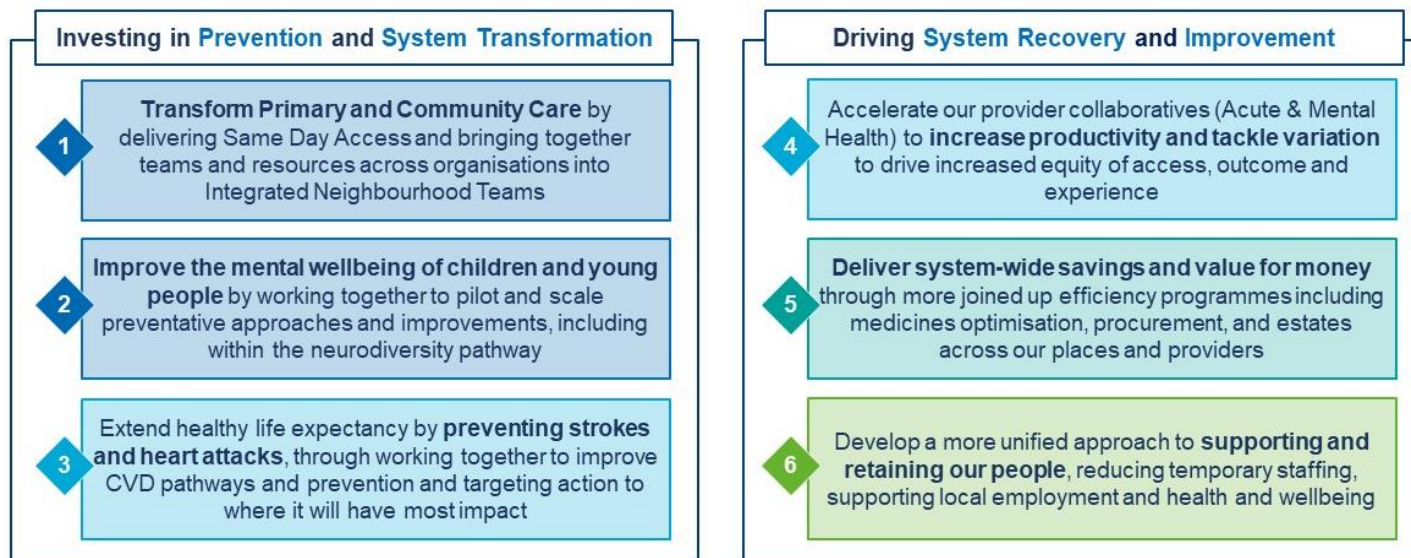 Investing in Prevention and System Transformation
1
Transform Primary and Community Care by
delivering Same Day Access and bringing together
teams and resources across organisations into
Integrated Neighbourhood Teams
2
Improve the mental wellbeing of children and young
people by working together to pilot and scale
preventative approaches and improvements, including
within the neurodiversity pathway
3
Extend healthy life expectancy by preventing strokes
and heart attacks, through working together to improve
CVD pathways and prevention and targeting action to
where it will have most impact
Driving System Recovery and Improvement
4
Accelerate our provider collaboratives (Acute & Mental
Health) to increase productivity and tackle variation
to drive increased equity of access, outcome and
experience
5
Deliver system-wide savings and value for money
through more joined up efficiency programmes including
medicines optimisation, procurement, and estates
across our places and providers
6
Develop a more unified approach to supporting and
retaining our people, reducing temporary staffing,
supporting local employment and health and wellbeing